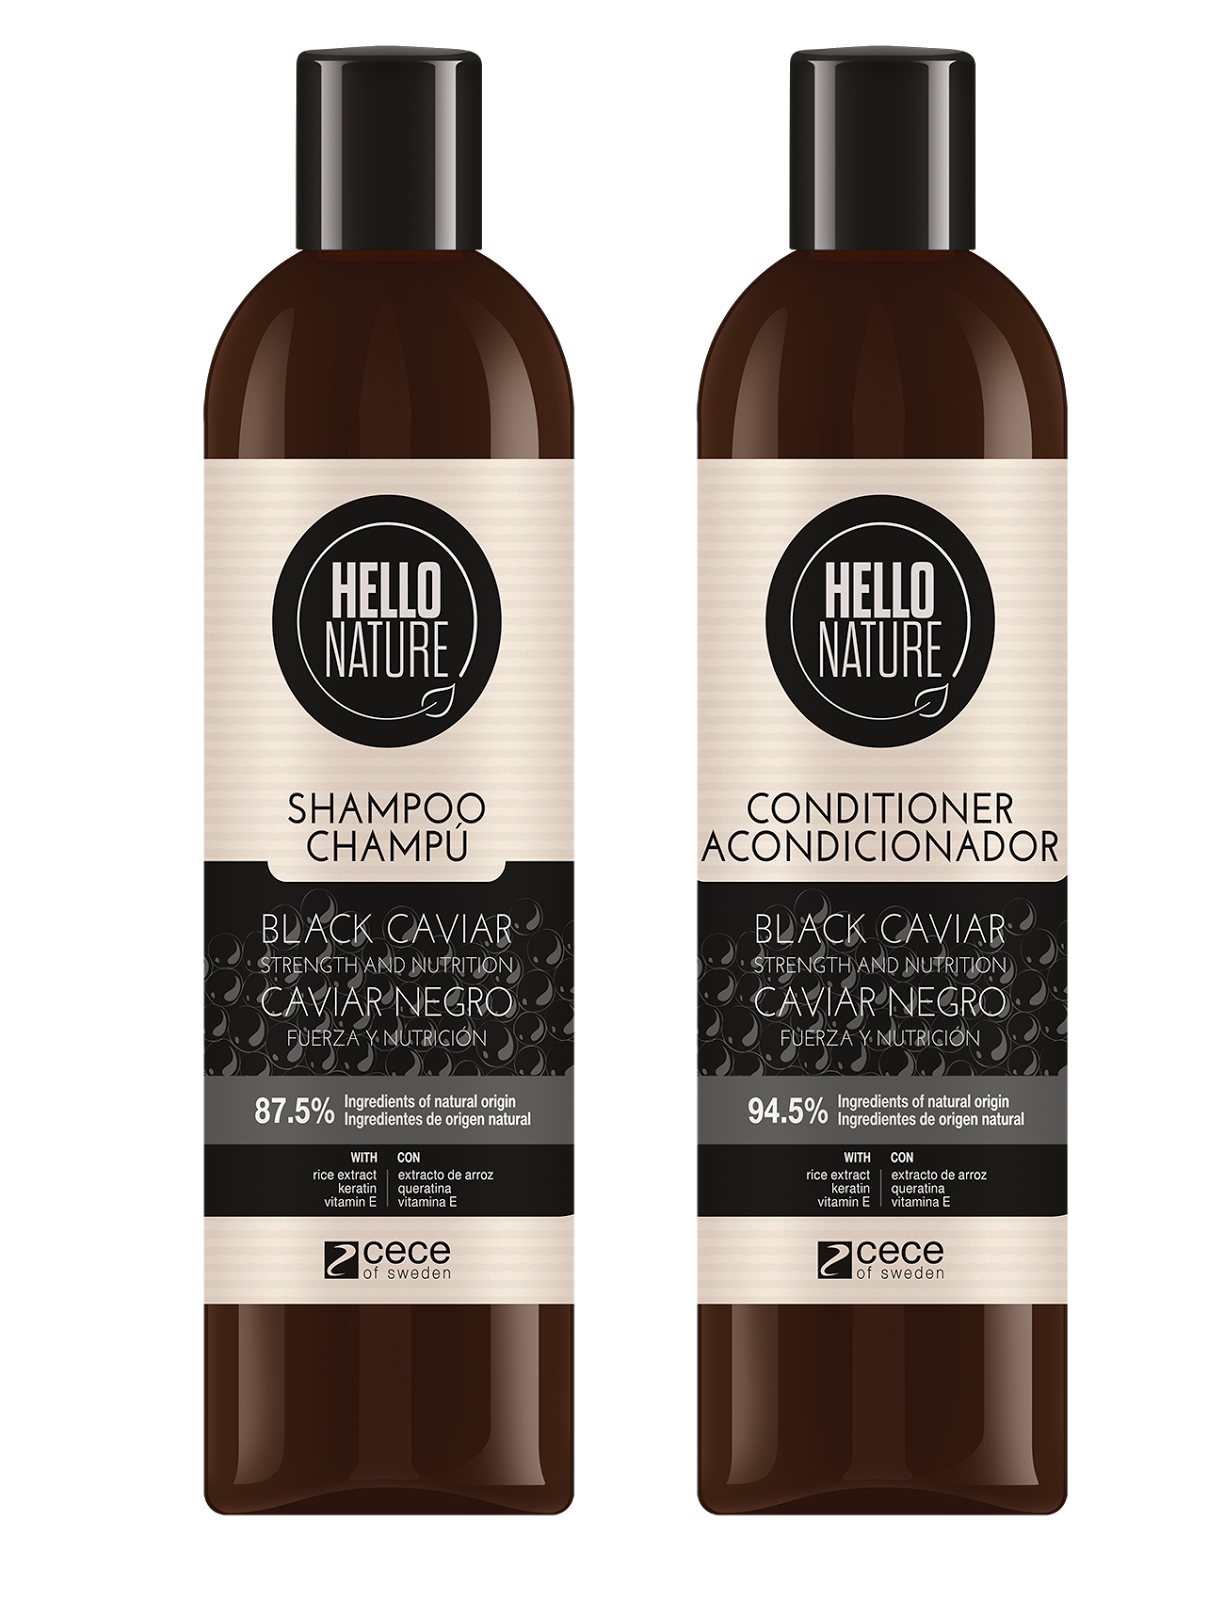 HELLO
NATURE
SHAMPOO
CHAMPÚ
BLACK CAVIAR
STRENGTH AND NUTRITION
CAVIAR NEGRO
FUERZA Y NUTRICIÓN
87.5% Ingredients of natural origin
Ingredientes de origen natural
WITH CON
rice extract extracto de arroz
keratin queratina
vitamin E vitamina E
cece
of sweden
HELLO
NATURE
CONDITIONER
ACONDICIONADOR
BLACK CAVIAR
STRENGTH AND NUTRITION
CAVIAR NEGRO
FUERZA Y NUTRICIÓN
94.5% Ingredients of natural origin
Ingredientes de origen natural
WITH CON
rice extract extracto de arroz
keratin queratina
vitamin E vitamina E
cece
of sweden